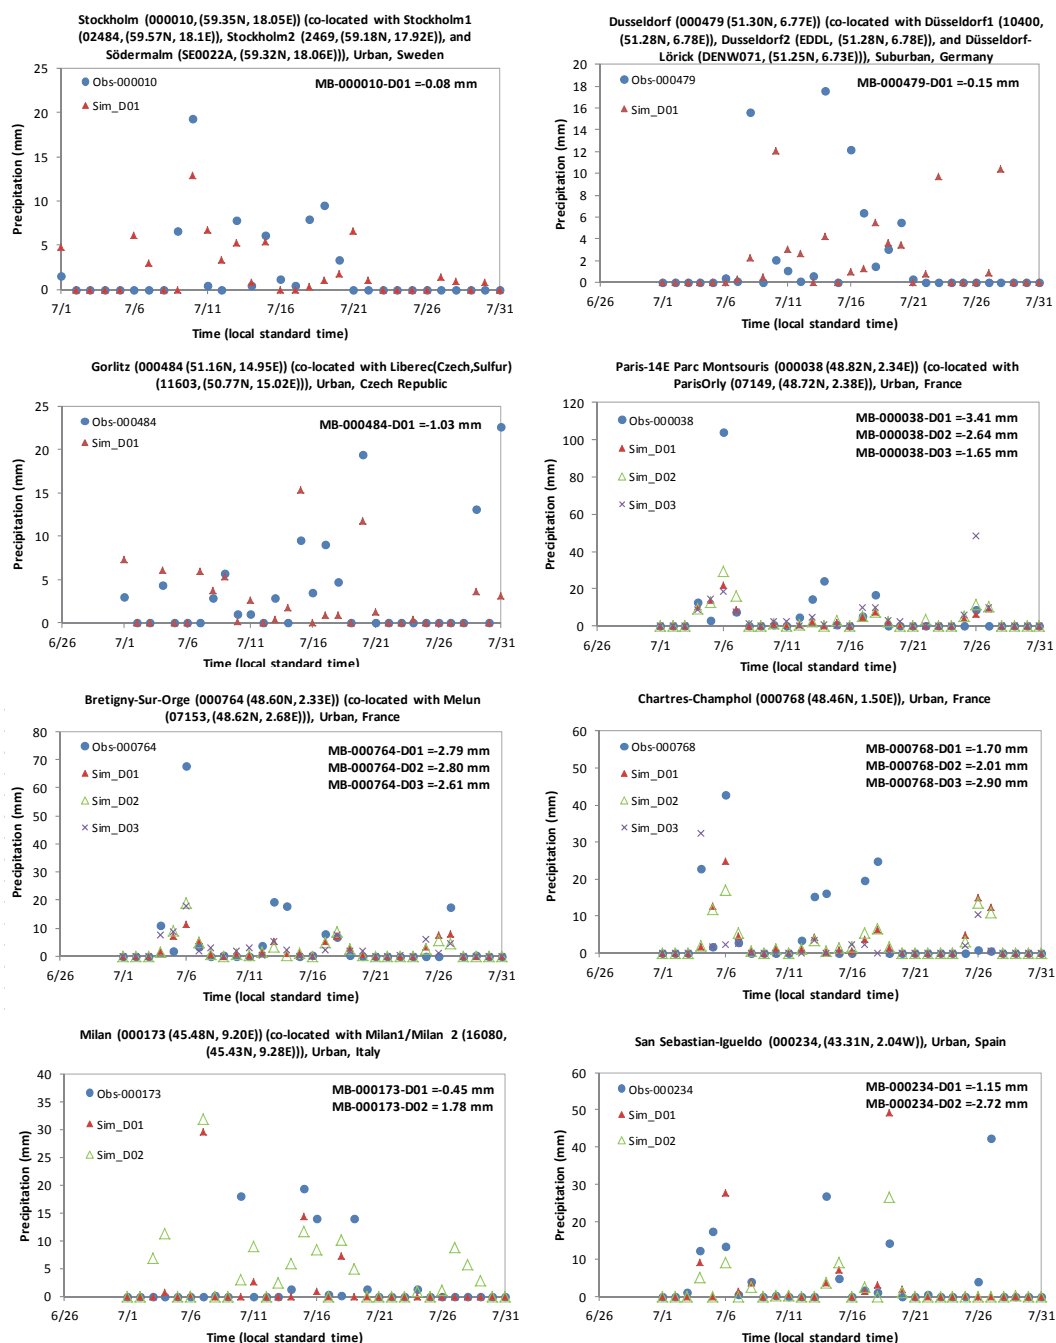 Stockholm (000010, (59.35N, 18.05E)) (co-located with Stockholm1
(02484, (59.57N, 18.1E)), Stockholm2 (2469, (59.18N, 17.92E)), and
Södermalm (SE0022A, (59.32N, 18.06E))), Urban, Sweden
25
20
15
10
5
0
Precipitation (mm)
Obs-000010
Sim_D01
MB-000010-D01 =-0.08 mm
7/1 7/6 7/11 7/16 7/21 7/26 7/31
Time (local standard time)
Dusseldorf (000479 (51.30N, 6.77E)) (co-located with Düsseldorf1 (10400,
(51.28N, 6.78E)), Dusseldorf2 (EDDL, (51.28N, 6.78E)), and Düsseldorf-
Lörick (DENW071, (51.25N, 6.73E))), Suburban, Germany
20
18
16
14
12
10
8
6
4
2
0
Precipitation (mm)
Obs-000479
Sim_D01
MB-000479-D01 =-0.15 mm
6/26 7/1 7/6 7/11 7/16 7/21 7/26 7/31
Time (local standard time)
Gorlitz (000484 (51.16N, 14.95E)) (co-located with Liberec(Czech,Sulfur)
(11603, (50.77N, 15.02E))), Urban, Czech Republic
25
20
15
10
5
0
Precipitation (mm)
Obs-000484
Sim_D01
MB-000484-D01 =-1.03 mm
6/26 7/1 7/6 7/11 7/16 7/21 7/26 7/31
Time (local standard time)
Paris-14E Parc Montsouris (000038 (48.82N, 2.34E)) (co-located with
ParisOrly (07149, (48.72N, 2.38E)), Urban, France
120
100
80
60
40
20
0
Precipitation (mm)
Obs-000038
Sim_D01
Sim_D02
Sim_D03
MB-000038-D01 =-3.41 mm
MB-000038-D02 =-2.64 mm
MB-000038-D03 =-1.65 mm
6/26 7/1 7/6 7/11 7/16 7/21 7/26 7/31
Time (local standard time)
Bretigny-Sur-Orge (000764 (48.60N, 2.33E)) (co-located with Melun
(07153, (48.62N, 2.68E))), Urban, France
80
70
60
50
40
30
20
10
0
Precipitation (mm)
Obs-000764
Sim_D01
Sim_D02
Sim_D03
MB-000764-D01 =-2.79 mm
MB-000764-D02 =-2.80 mm
MB-000764-D03 =-2.61 mm
6/26 7/1 7/6 7/11 7/16 7/21 7/26 7/31
Time (local standard time)
Chartres-Champhol (000768 (48.46N, 1.50E)), Urban, France
60
50
40
30
20
10
0
Precipitation (mm)
Obs-000768
Sim_D01
Sim_D02
Sim_D03
MB-000768-D01 =-1.70 mm
MB-000768-D02 =-2.01 mm
MB-000768-D03 =-2.90 mm
6/26 7/1 7/6 7/11 7/16 7/21 7/26 7/31
Time (local standard time)
Milan (000173 (45.48N, 9.20E)) (co-located with Milan1/Milan 2 (16080,
(45.43N, 9.28E))), Urban, Italy
40
35
30
25
20
15
10
5
0
Precipitation (mm)
Obs-000173
Sim_D01
Sim_D02
MB-000173-D01 =-0.45 mm
MB-000173-D02 = 1.78 mm
6/26 7/1 7/6 7/11 7/16 7/21 7/26 7/31
Time (local standard time)
San Sebastian-Igueldo (000234, (43.31N, 2.04W)), Urban, Spain
60
50
40
30
20
10
0
Precipitation (mm)
Obs-000234
Sim_D01
Sim_D02
MB-000234-D01 =-1.15 mm
MB-000234-D02 =-2.72 mm
6/26 7/1 7/6 7/11 7/16 7/21 7/26 7/31
Time (local standard time)